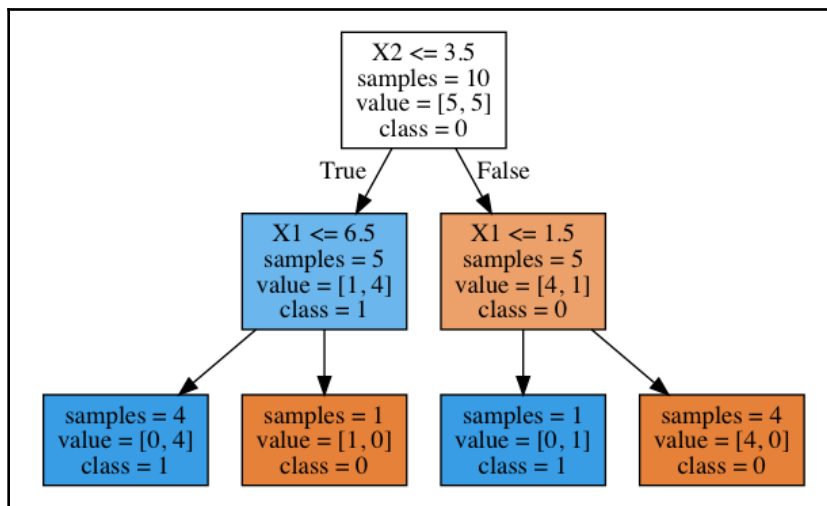 X2 <= 3.5
samples = 10
value = [5, 5]
class = 0
True
False
X1 <= 6.5
samples = 5
value = [1, 4]
class = 1
X1 <= 1.5
samples = 5
value = [4, 1]
class = 0
samples = 4
value = [0, 4]
class = 1
samples = 1
value = [1, 0]
class = 0
samples = 1
value = [0, 1]
class = 1
samples = 4
value = [4, 0]
class = 0